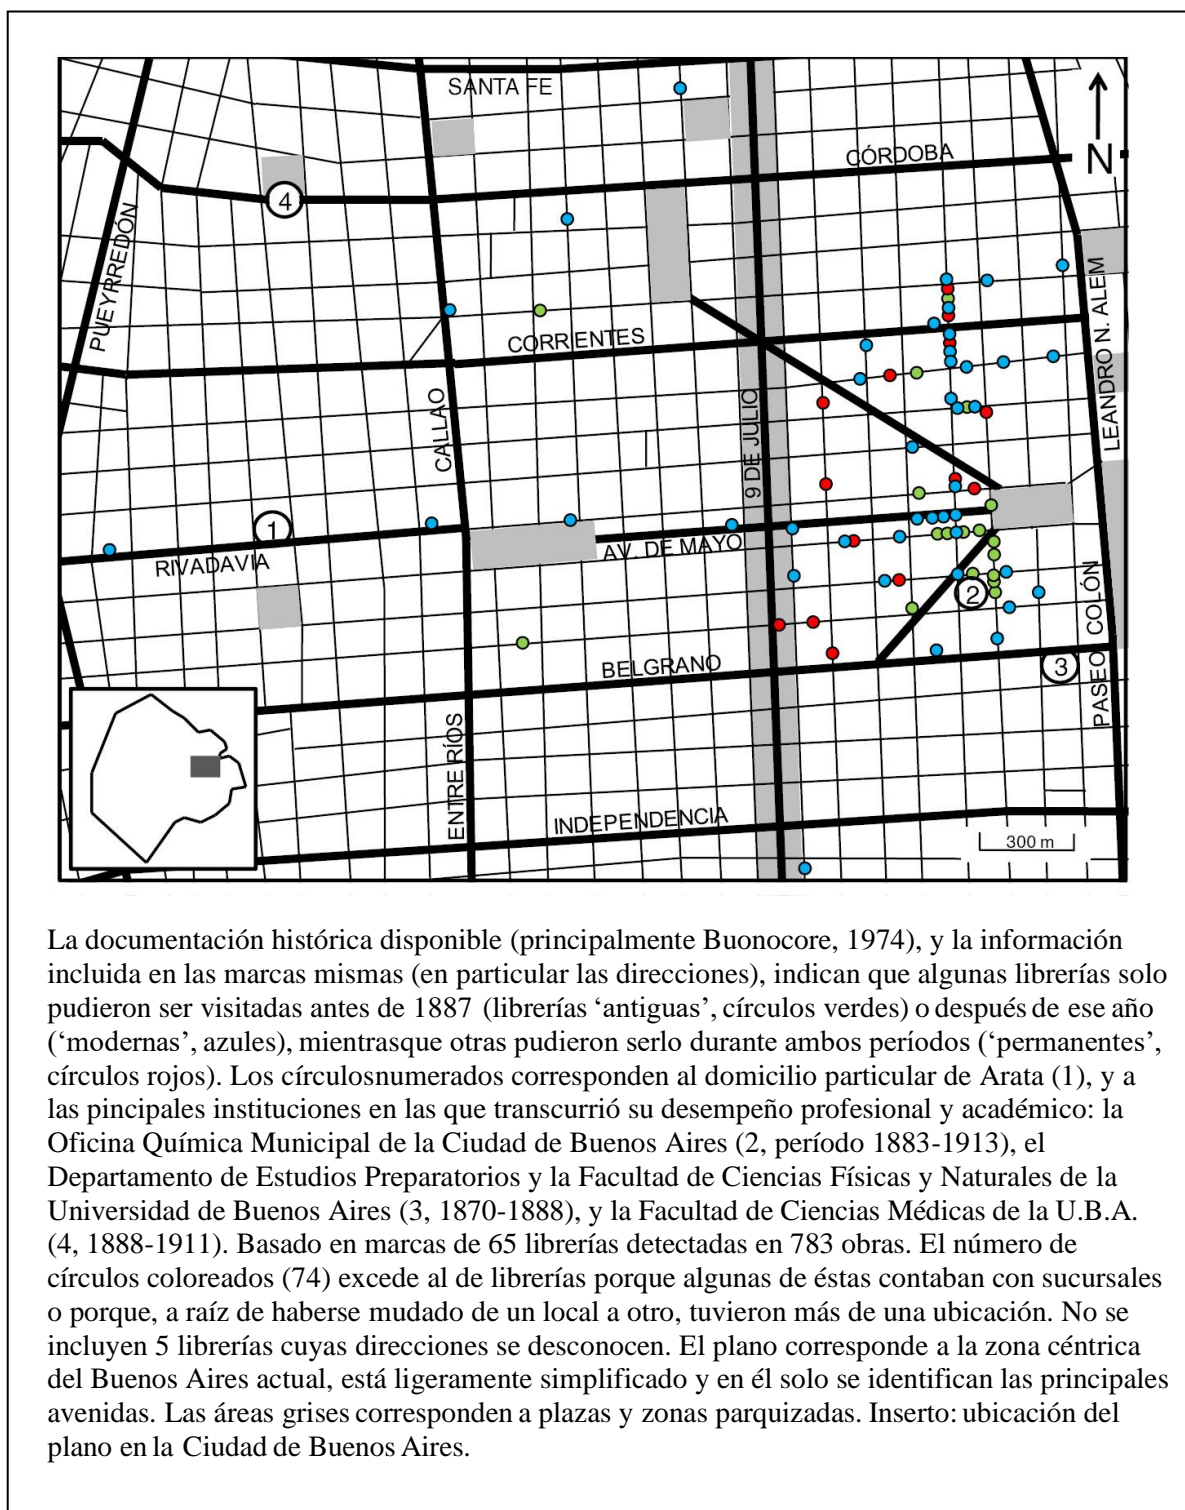 SANTA FE
CÓRDOBA
N
4
PUEYRREDÓN
LEANDRO N. ALEM
CORRIENTES
CALLAO
9 DE JULIO
1
RIVADAVIA
AV. DE MAYO
2
PASEO COLÓN
BELGRANO
3
ENTRE RÍOS
INDEPENDENCIA
300 m
La documentación histórica disponible (principalmente Buonocore, 1974), y la información
incluida en las marcas mismas (en particular las direcciones), indican que algunas librerías solo
pudieron ser visitadas antes de 1887 (librerías ‘antiguas’, círculos verdes) o después de ese año
(‘modernas’, azules), mientrasque otras pudieron serlo durante ambos períodos (‘permanentes’,
círculos rojos). Los círculosnumerados corresponden al domicilio particular de Arata (1), y a
las pincipales instituciones en las que transcurrió su desempeño profesional y académico: la
Oficina Química Municipal de la Ciudad de Buenos Aires (2, período 1883-1913), el
Departamento de Estudios Preparatorios y la Facultad de Ciencias Físicas y Naturales de la
Universidad de Buenos Aires (3, 1870-1888), y la Facultad de Ciencias Médicas de la U.B.A.
(4, 1888-1911). Basado en marcas de 65 librerías detectadas en 783 obras. El número de
círculos coloreados (74) excede al de librerías porque algunas de éstas contaban con sucursales
o porque, a raíz de haberse mudado de un local a otro, tuvieron más de una ubicación. No se
incluyen 5 librerías cuyas direcciones se desconocen. El plano corresponde a la zona céntrica
del Buenos Aires actual, está ligeramente simplificado y en él solo se identifican las principales
avenidas. Las áreas grises corresponden a plazas y zonas parquizadas. Inserto: ubicación del
plano en la Ciudad de Buenos Aires.